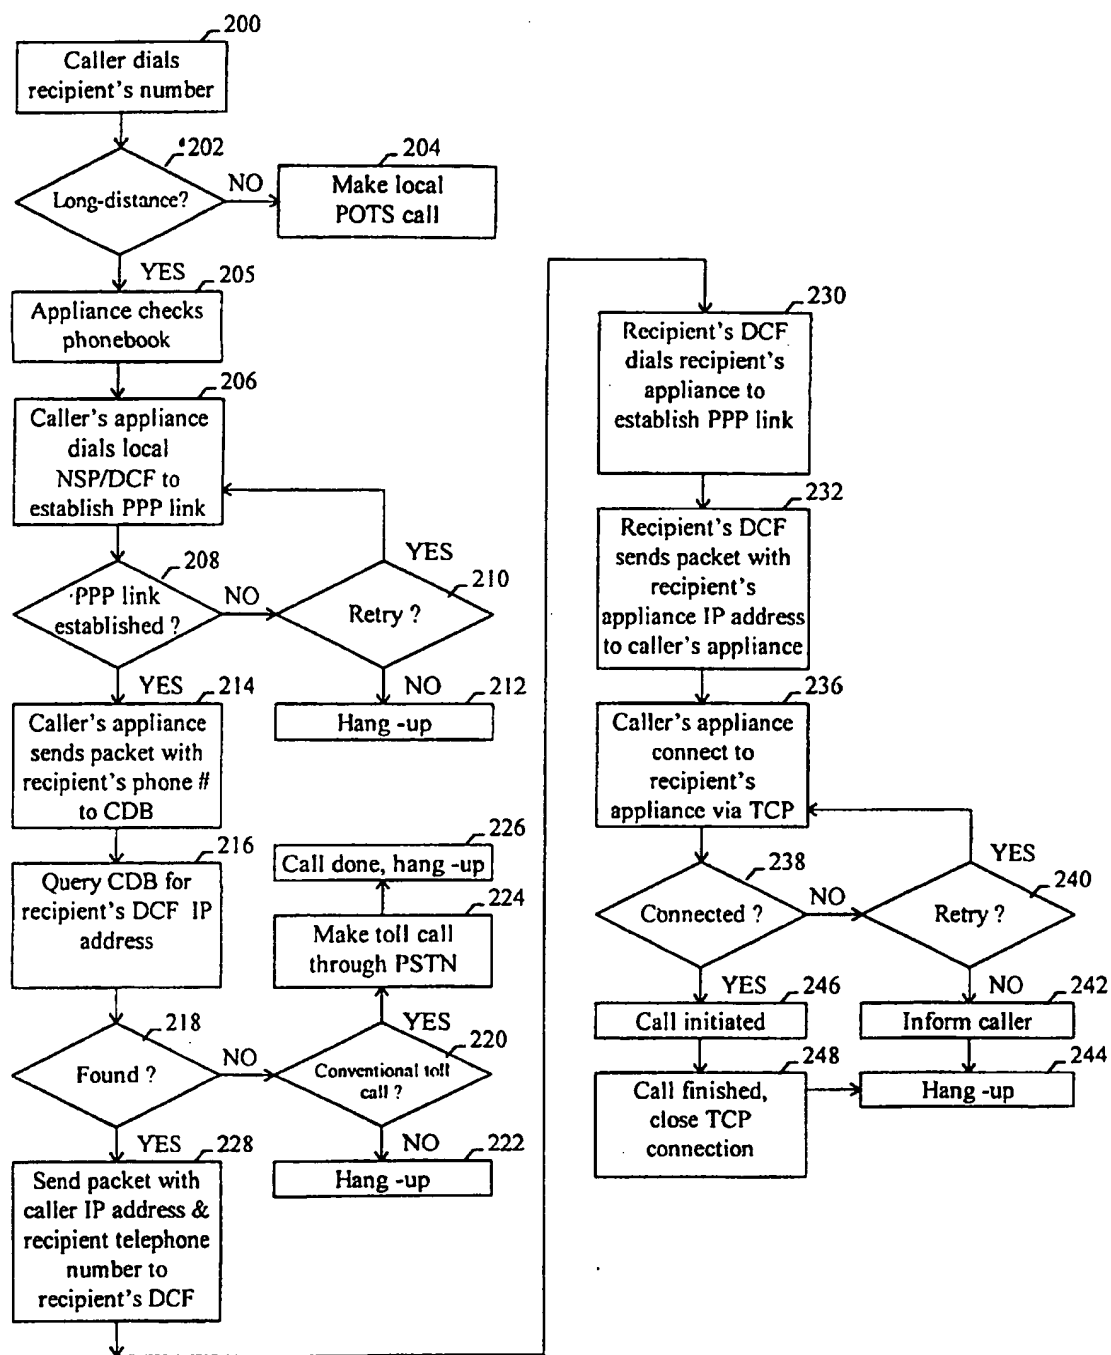 200
Caller dials
recipient's number
202
Long-distance?
NO
204
Make local
POTS call
YES
205
Appliance checks
phonebook
206
Caller's appliance
dials local
NSP/DCF to
establish PPP link
208
PPP link
established ?
NO
YES
210
Retry ?
NO
212
Hang -up
YES
214
Caller's appliance
sends packet with
recipient's phone #
to CDB
216
Query CDB for
recipient's DCF IP
address
226
Call done, hang -up
224
Make toll call
through PSTN
218
Found ?
NO
YES
220
Conventional toll
call ?
NO
222
Hang -up
YES
228
Send packet with
caller IP address &
recipient telephone
number to
recipient's DCF
230
Recipient's DCF
dials recipient's
appliance to
establish PPP link
232
Recipient's DCF
sends packet with
recipient's
appliance IP address
to caller's appliance
236
Caller's appliance
connect to
recipient's
appliance via TCP
238
Connected ?
NO
YES
240
Retry ?
YES
246
Call initiated
NO
242
Inform caller
248
Call finished,
close TCP
connection
244
Hang -up